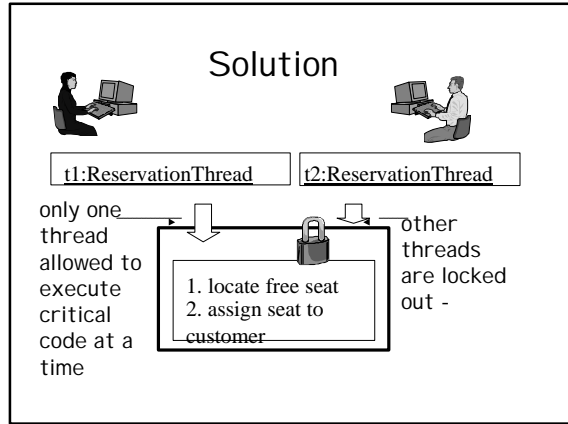 Solution
t1:ReservationThread
t2:ReservationThread
only one
thread
allowed to
execute
critical
code at a
time
1. locate free seat
2. assign seat to
customer
other
threads
are locked
out -